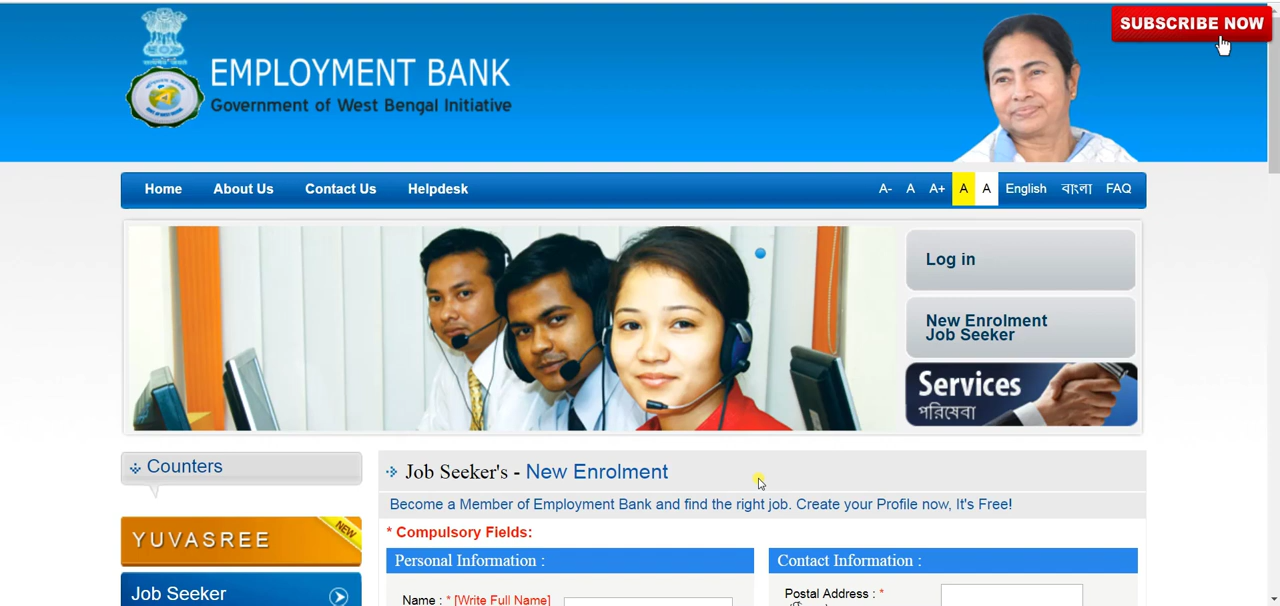 SUBSCRIBE NOW
EMPLOYMENT BANK
Government of West Bengal Initiative
Home About Us Contact Us Helpdesk A- A A+ A A English বাংলা FAQ
Log in
New Enrolment
Job Seeker
Services
পরিষেবা
Counters
Job Seeker's - New Enrolment
Become a Member of Employment Bank and find the right job. Create your Profile now, It's Free!
YUVASREE NEW
* Compulsory Fields:
Personal Information :
Contact Information :
Job Seeker
Name : * [Write Full Name]
Postal Address : *